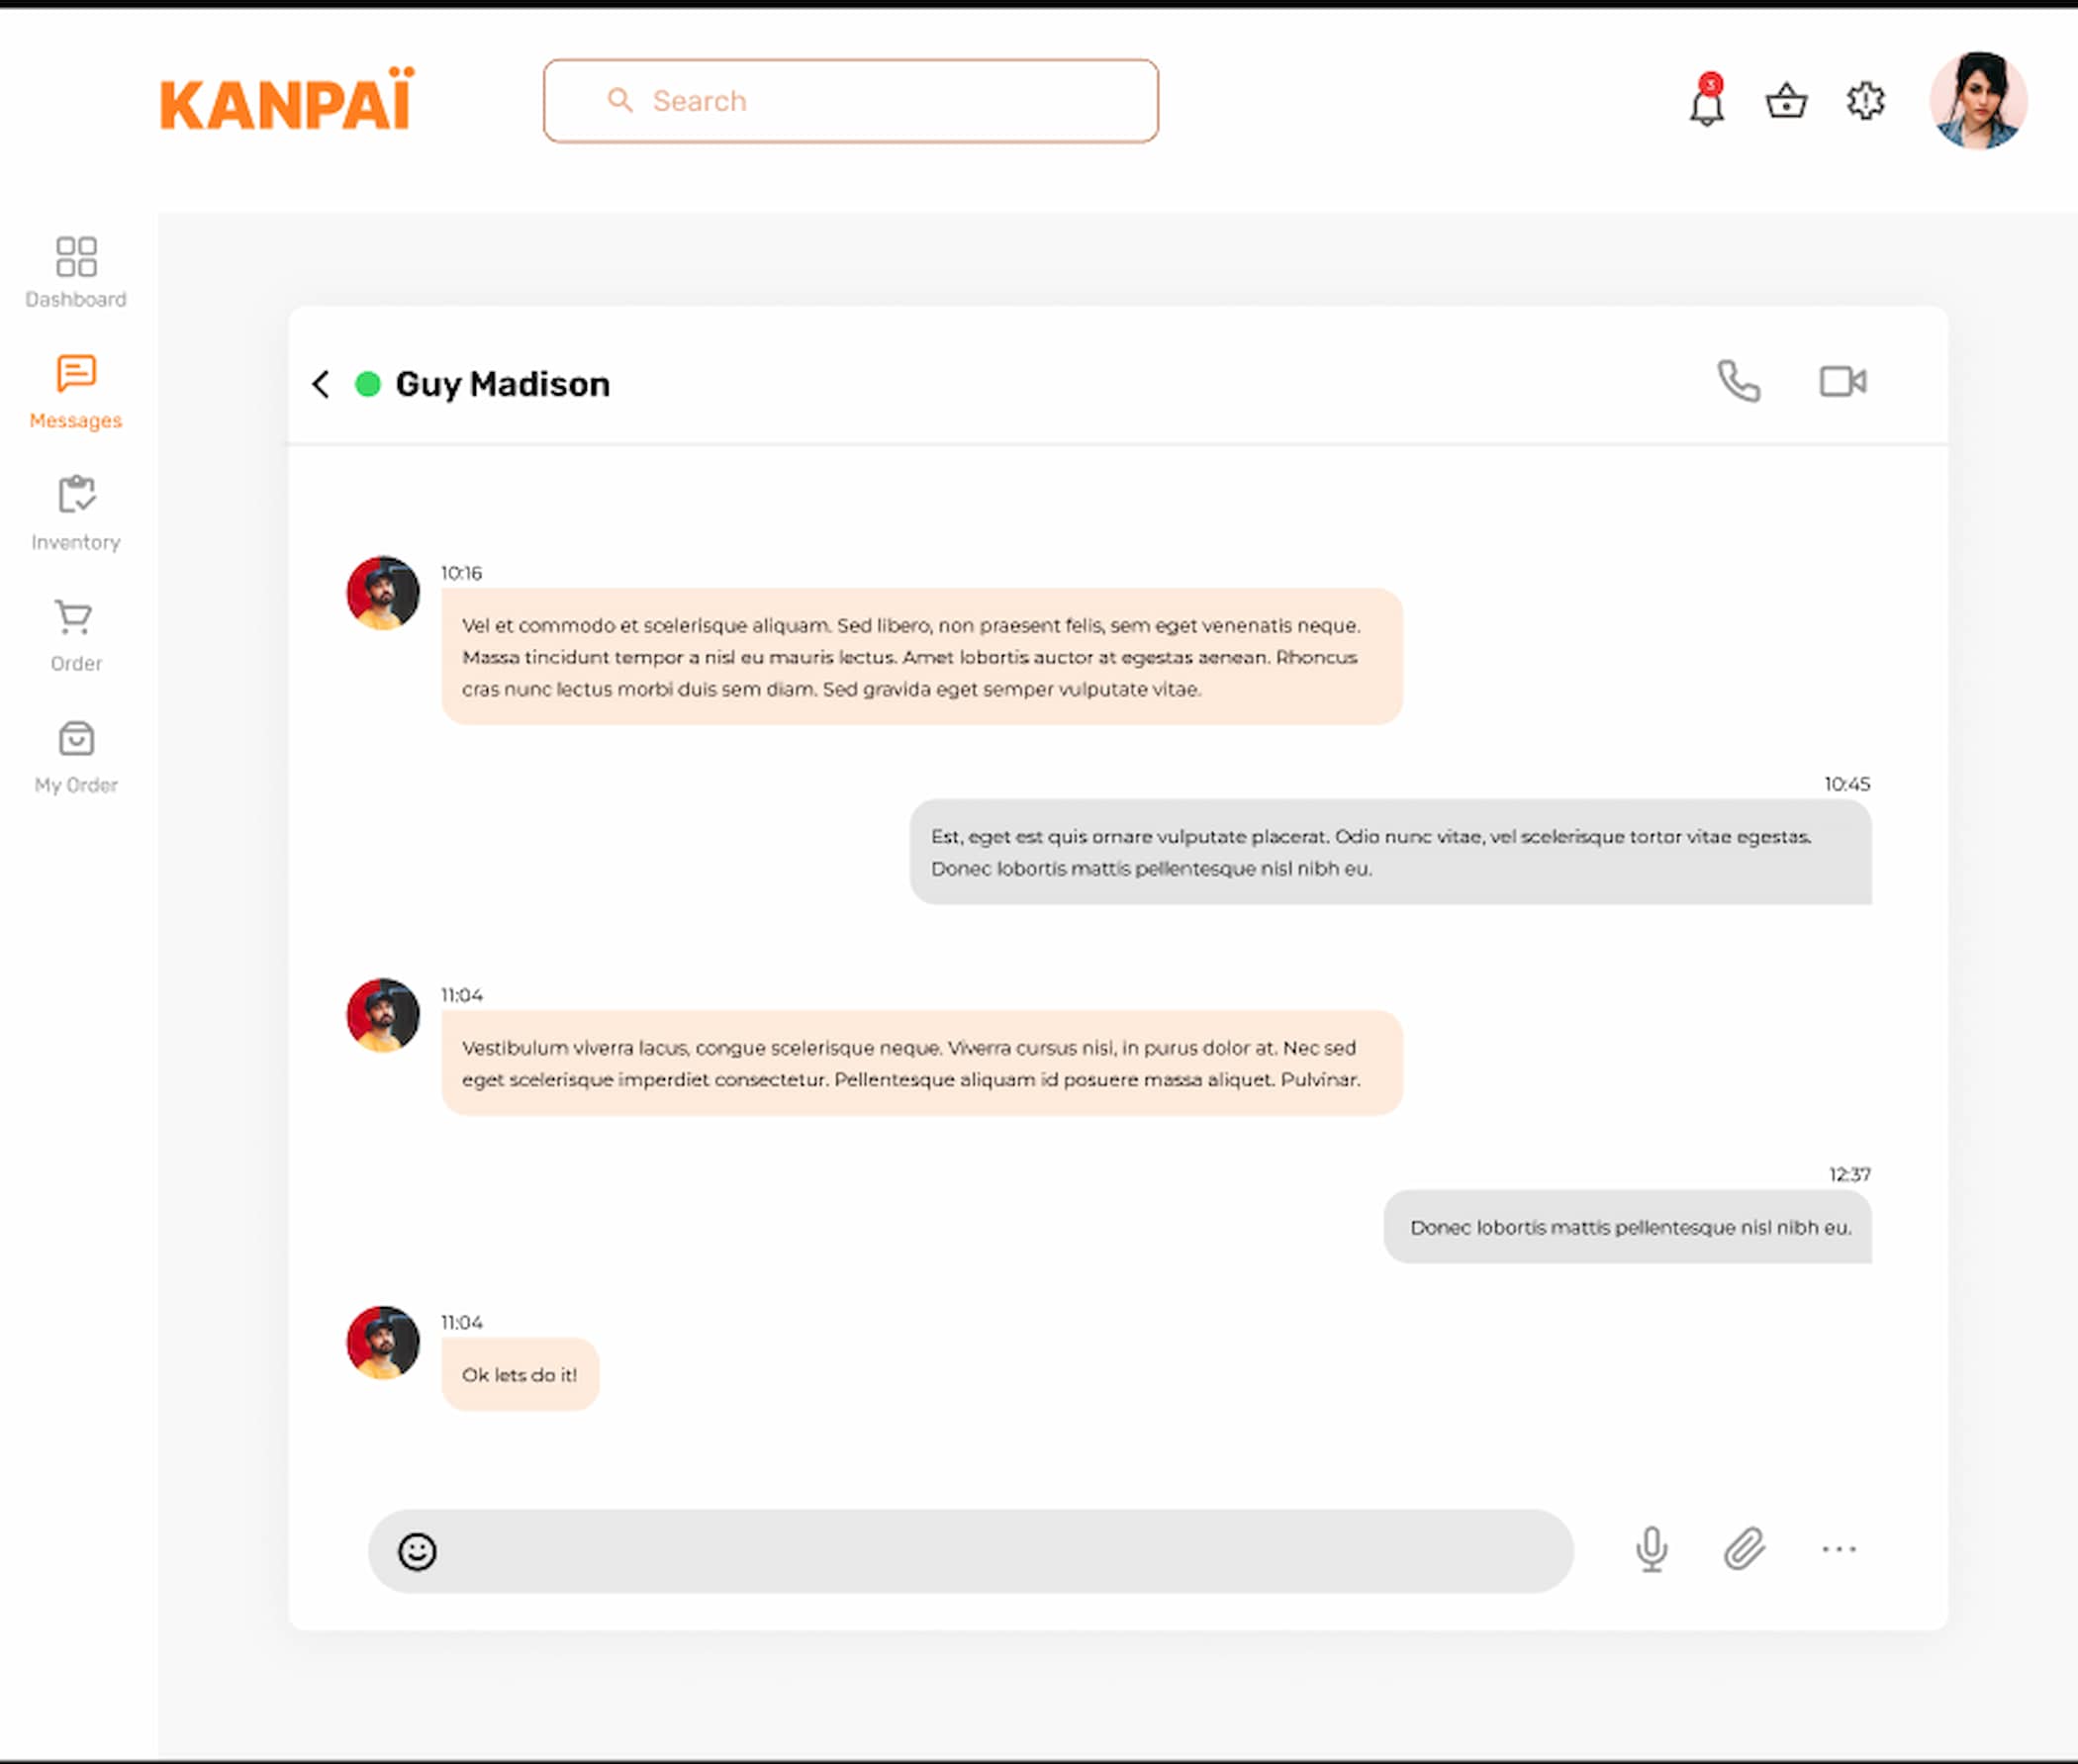 KANPAÏ
Search
3
Dashboard
Messages
Inventory
Order
My Order
Guy Madison
10:16
Vel et commodo et scelerisque aliquam. Sed libero, non praesent felis, sem eget venenatis neque.
Massa tincidunt tempor a nisl eu mauris lectus. Amet lobortis auctor at egestas aenean. Rhoncus
cras nunc lectus morbi duis sem diam. Sed gravida eget semper vulputate vitae.
10:45
Est, eget est quis ornare vulputate placerat. Odio nunc vitae, vel scelerisque tortor vitae egestas.
Donec lobortis mattis pellentesque nisl nibh eu.
11:04
Vestibulum viverra lacus, congue scelerisque neque. Viverra cursus nisi, in purus dolor at. Nec sed
eget scelerisque imperdiet consectetur. Pellentesque aliquam id posuere massa aliquet. Pulvinar.
12:37
Donec lobortis mattis pellentesque nisl nibh eu.
11:04
Ok lets do it!